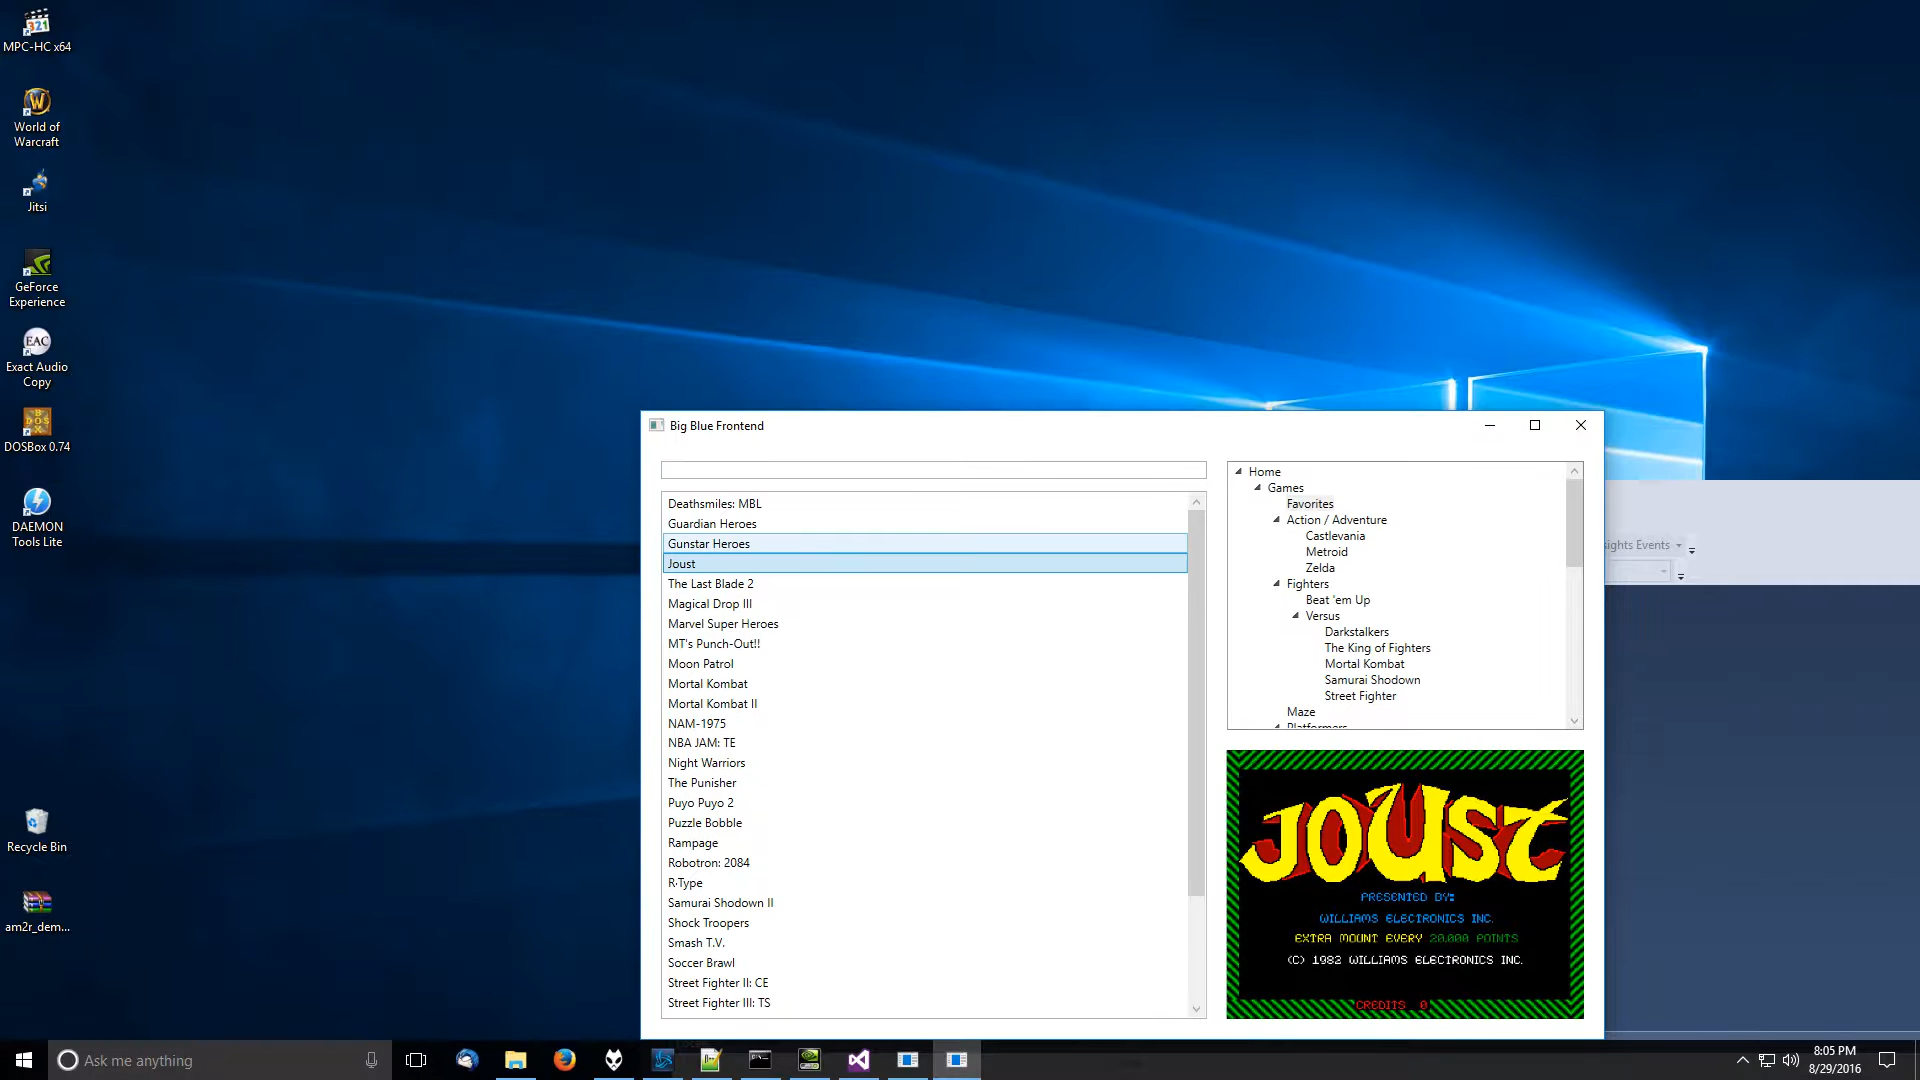 MPC-HC x64
World of
Warcraft
Jitsi
GeForce
Experience
EAC
Exact Audio
Copy
DOSBox 0.74
DAEMON
Tools Lite
Recycle Bin
am2r_dem...
Big Blue Frontend
Deathsmiles: MBL
Guardian Heroes
Gunstar Heroes
Joust
The Last Blade 2
Magical Drop III
Marvel Super Heroes
MT's Punch-Out!!
Moon Patrol
Mortal Kombat
Mortal Kombat II
NAM-1975
NBA JAM: TE
Night Warriors
The Punisher
Puyo Puyo 2
Puzzle Bobble
Rampage
Robotron: 2084
R·Type
Samurai Shodown II
Shock Troopers
Smash T.V.
Soccer Brawl
Street Fighter II: CE
Street Fighter III: TS
Home
Games
Favorites
Action / Adventure
Castlevania
Metroid
Zelda
Fighters
Beat 'em Up
Versus
Darkstalkers
The King of Fighters
Mortal Kombat
Samurai Shodown
Street Fighter
Maze
Platformers
sights Events
JOUST
PRESENTED BY:
WILLIAMS ELECTRONICS INC.
EXTRA MOUNT EVERY 20,000 POINTS
(C) 1982 WILLIAMS ELECTRONICS INC.
CREDITS 0
Ask me anything
8:05 PM
8/29/2016